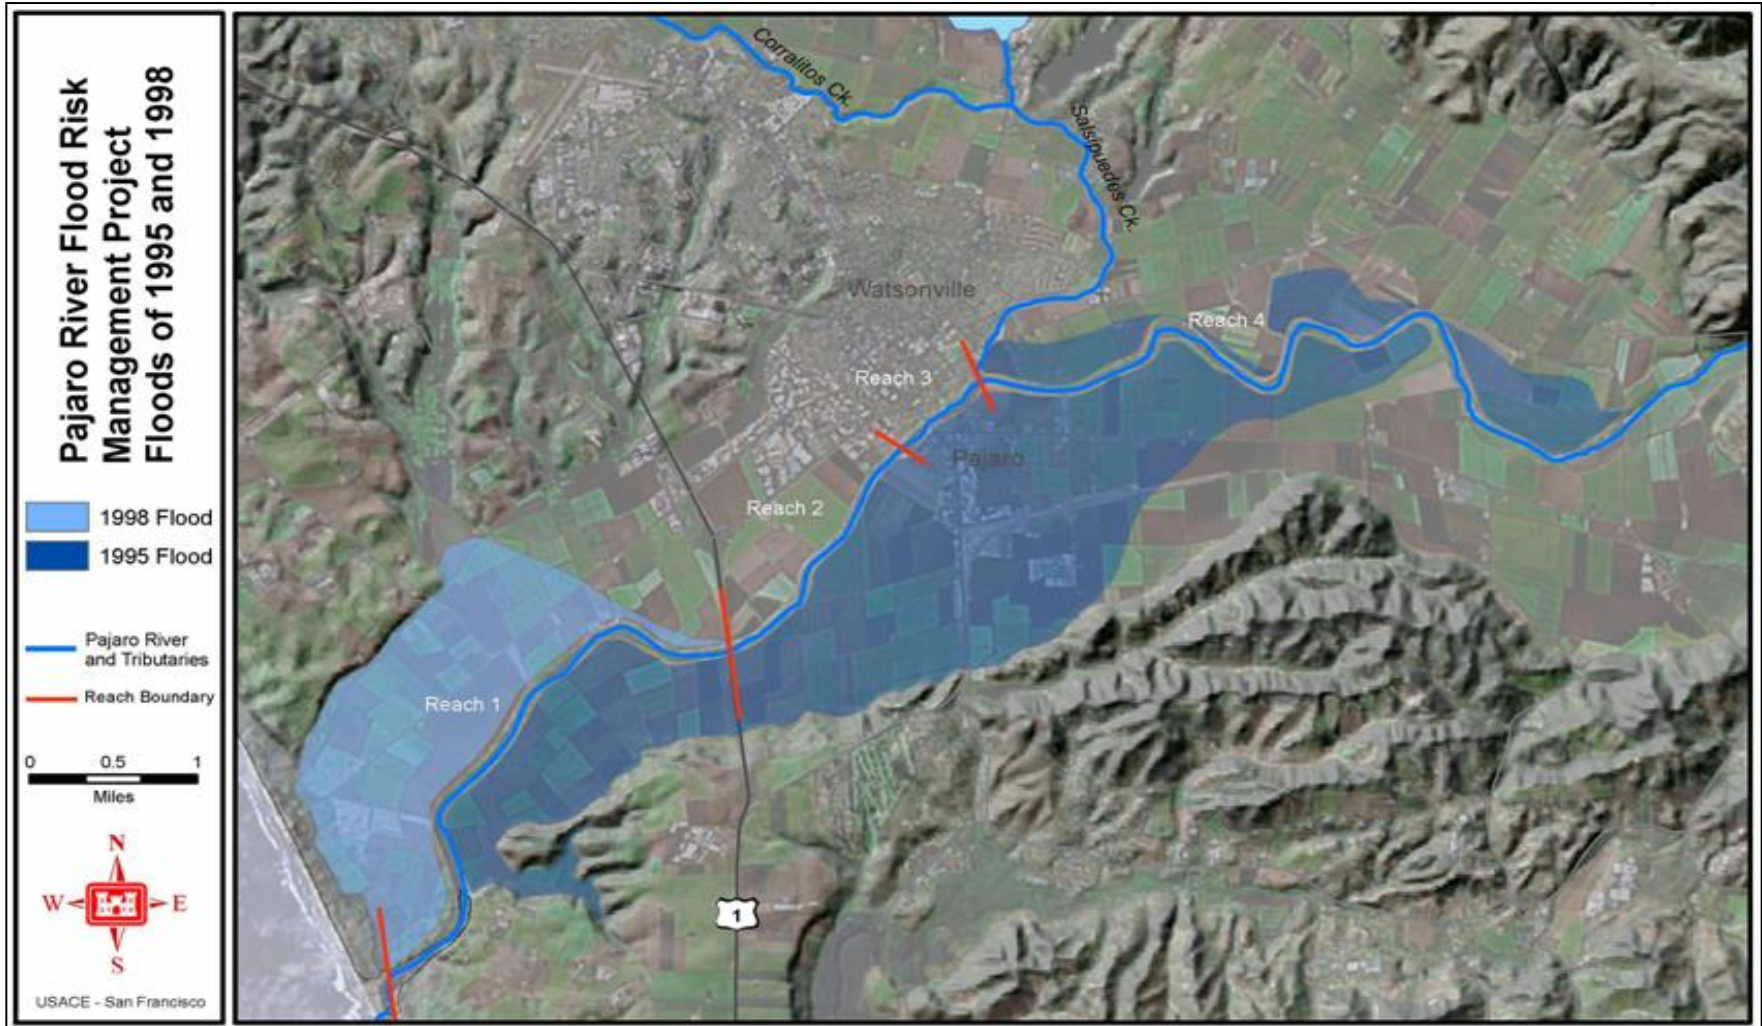 Pajaro River Flood Risk
Management Project
Floods of 1995 and 1998
1998 Flood
1995 Flood
Pajaro River
and Tributaries
Reach Boundary
0 0.5 1
Miles
N
W E
S
USACE - San Francisco
Corralitos Ck.
Salsipuedes Ck.
Watsonville
Reach 4
Reach 3
Pajaro
Reach 2
Reach 1
1